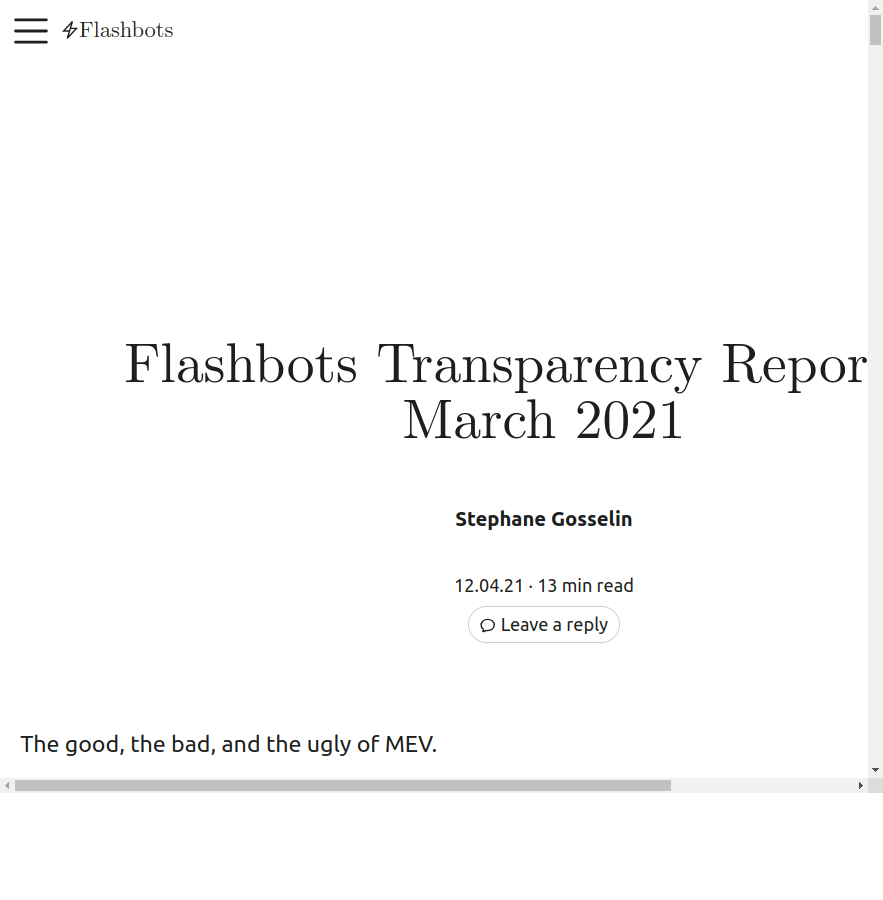 Flashbots
Flashbots Transparency Repor
March 2021
Stephane Gosselin
12.04.21 · 13 min read
Leave a reply
The good, the bad, and the ugly of MEV.